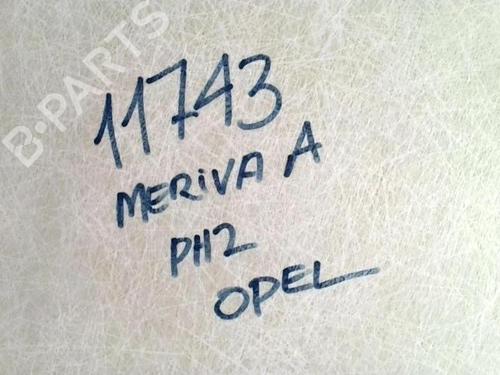 B-PARTS
11743
MERiVA A
PH2
OPEL